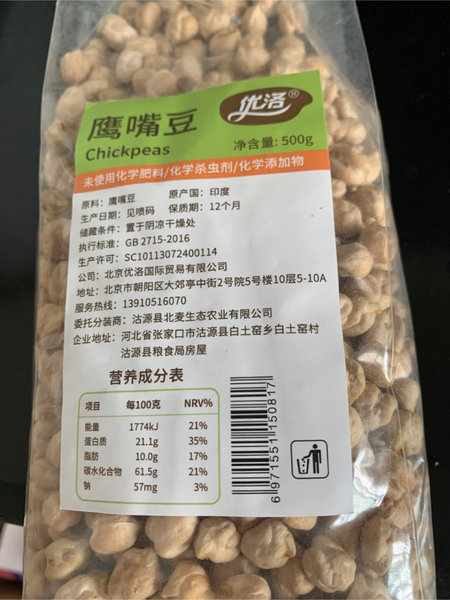 优洛®
鹰嘴豆
Chickpeas
净含量: 500g
未使用化学肥料/化学杀虫剂/化学添加物
原料: 鹰嘴豆 原产国: 印度
生产日期: 见喷码 保质期: 12个月
储藏条件: 置于阴凉干燥处
执行标准: GB 2715-2016
生产许可: SC10113072400114
公司: 北京优洛国际贸易有限公司
地址: 北京市朝阳区大郊亭中街2号院5号楼10层5-10A
服务热线: 13910516070
委托分装商: 沽源县北麦生态农业有限公司
企业地址: 河北省张家口市沽源县白土窑乡白土窑村
沽源县粮食局房屋
营养成分表
项目 每100克 NRV%
能量 1774kJ 21%
蛋白质 21.1g 35%
脂肪 10.0g 17%
碳水化合物 61.5g 21%
钠 57mg 3%
6971551150817